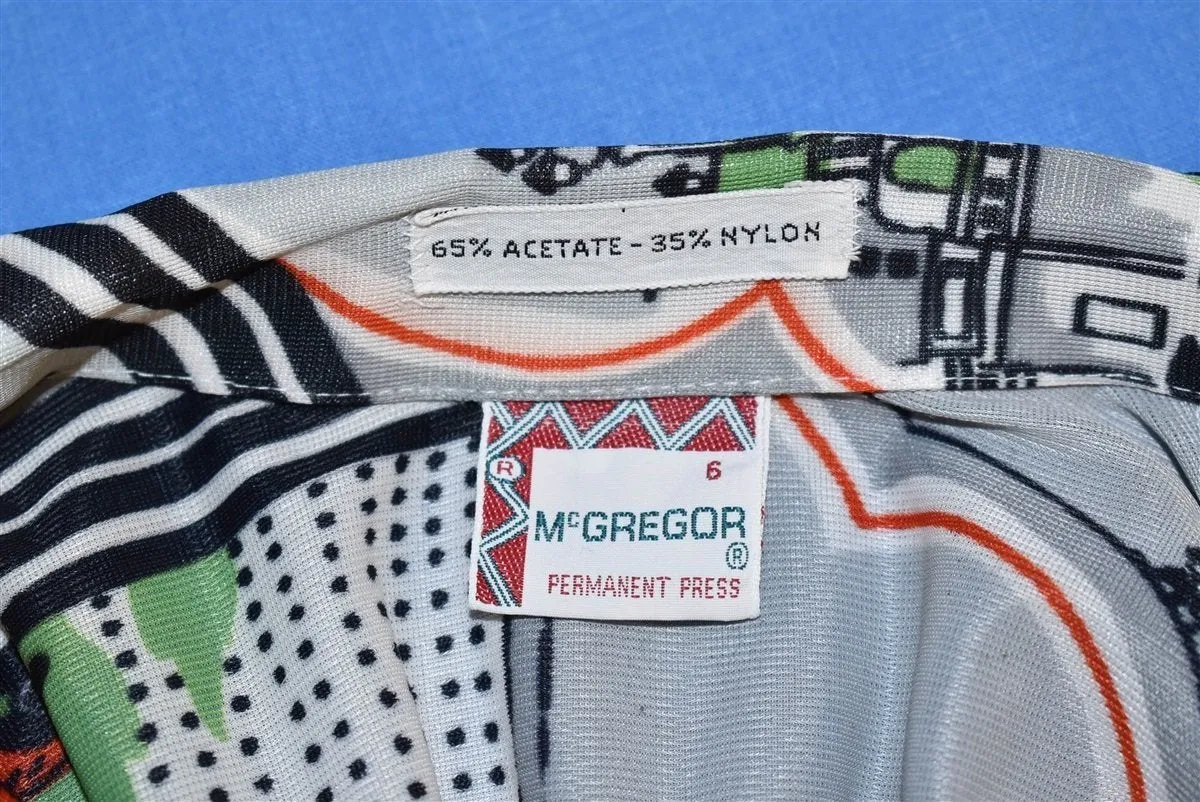 65% ACETATE - 35% NYLON
® 6
McGREGOR
®
PERMANENT PRESS